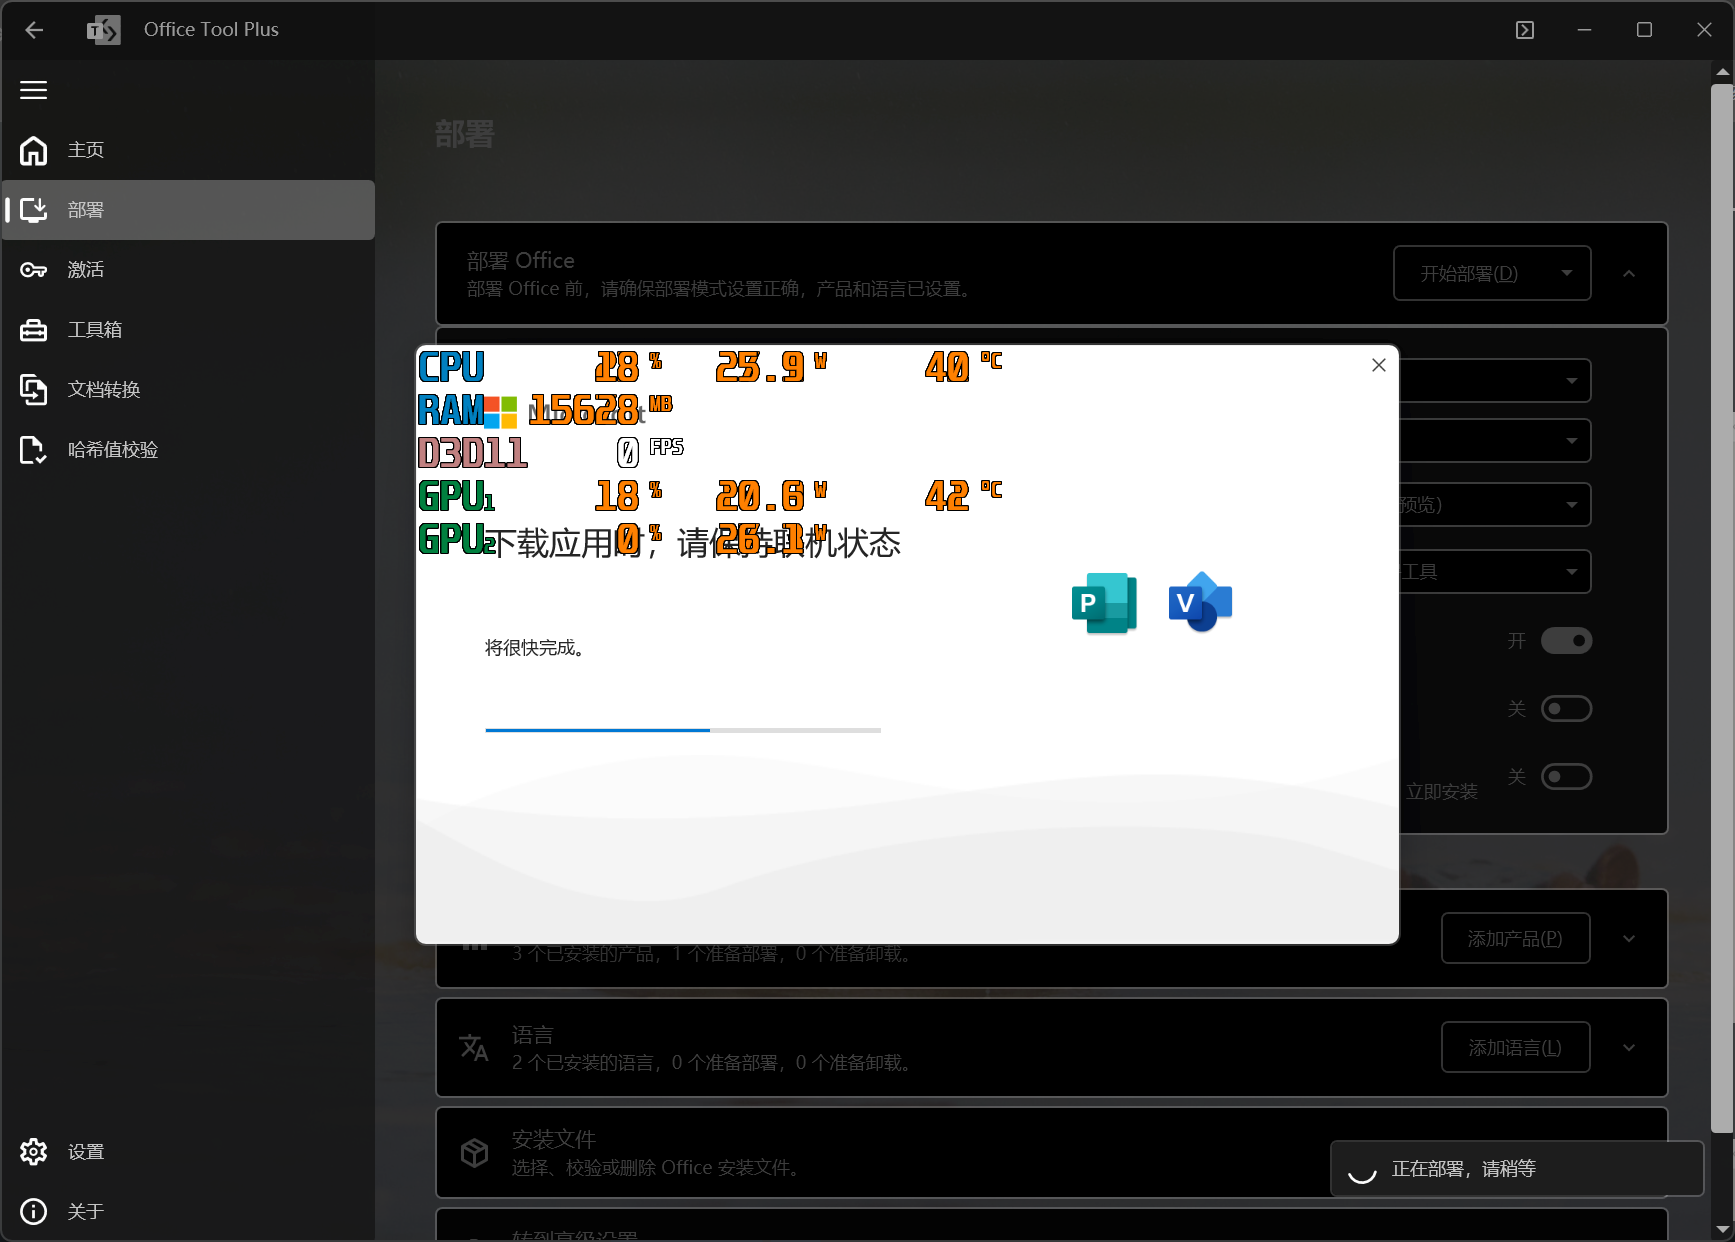 Office Tool Plus
主页
部署
激活
工具箱
文档转换
哈希值校验
设置
关于
部署
部署 Office
部署 Office 前，请确保部署模式设置正确，产品和语言已设置。
开始部署(D)
CPU 18 % 25.9 W 40 °C
RAM 15628 MB
D3D11 0 FPS
GPU1 18 % 20.6 W 42 °C
GPU2 0 % 26.1 W
下载应用时，请保持联机状态
P
V
将很快完成。
预览)
工具
开
关
关
立即安装
3 个已安装的产品，1 个准备部署，0 个准备卸载。
添加产品(P)
语言
2 个已安装的语言，0 个准备部署，0 个准备卸载。
添加语言(L)
安装文件
选择、校验或删除 Office 安装文件。
正在部署，请稍等
转到高级设置